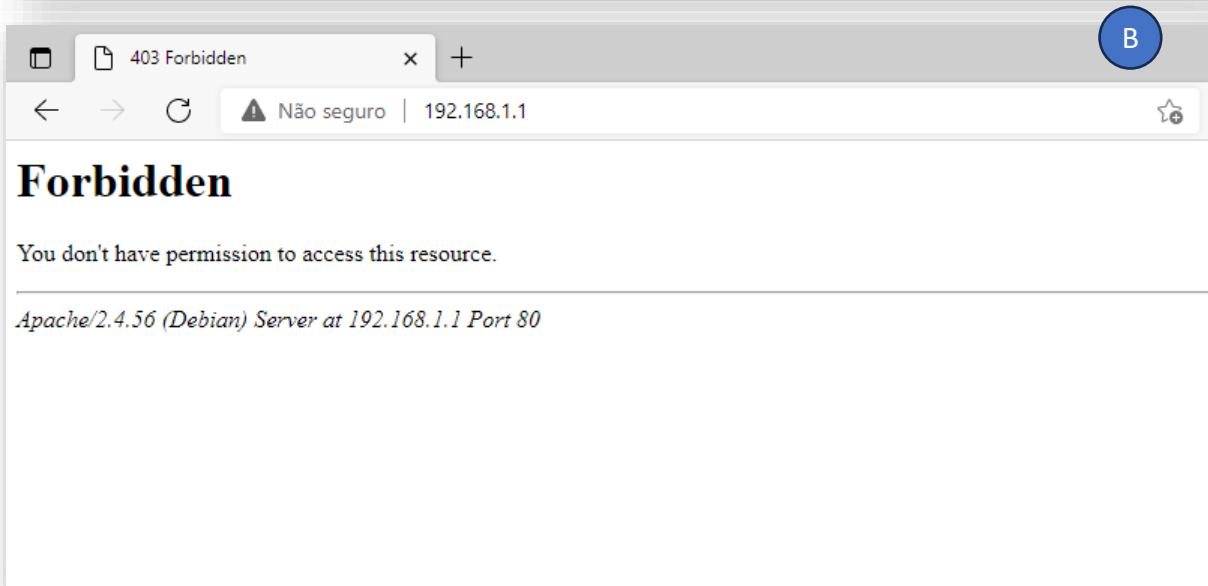 B
403 Forbidden
Não seguro | 192.168.1.1
Forbidden
You don't have permission to access this resource.
Apache/2.4.56 (Debian) Server at 192.168.1.1 Port 80